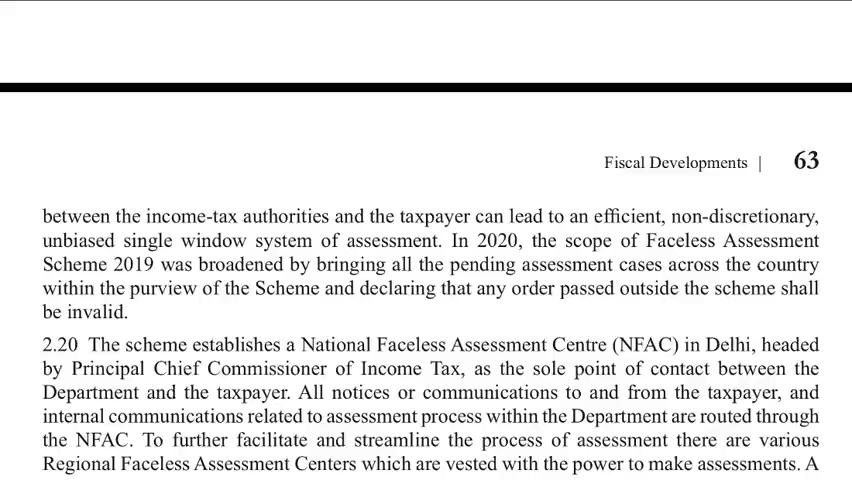 Fiscal Developments | 63
between the income-tax authorities and the taxpayer can lead to an efficient, non-discretionary,
unbiased single window system of assessment. In 2020, the scope of Faceless Assessment
Scheme 2019 was broadened by bringing all the pending assessment cases across the country
within the purview of the Scheme and declaring that any order passed outside the scheme shall
be invalid.
2.20 The scheme establishes a National Faceless Assessment Centre (NFAC) in Delhi, headed
by Principal Chief Commissioner of Income Tax, as the sole point of contact between the
Department and the taxpayer. All notices or communications to and from the taxpayer, and
internal communications related to assessment process within the Department are routed through
the NFAC. To further facilitate and streamline the process of assessment there are various
Regional Faceless Assessment Centers which are vested with the power to make assessments. A